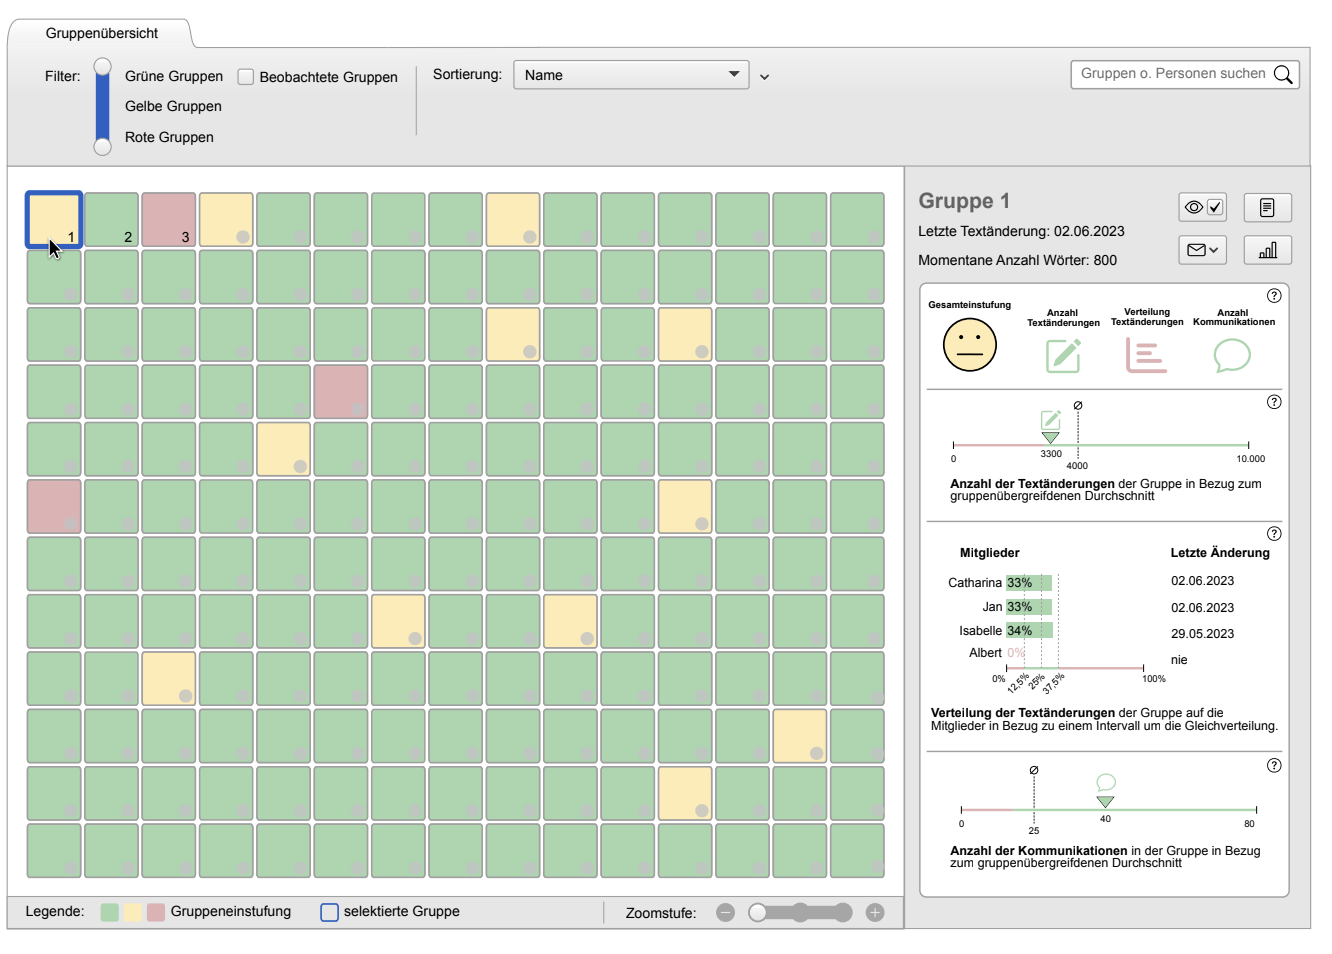 Gruppenübersicht
Filter:
Grüne Gruppen
Beobachtete Gruppen
Gelbe Gruppen
Rote Gruppen
Sortierung:
Name
Gruppen o. Personen suchen
1
2
3
Legende:
Gruppeneinstufung
selektierte Gruppe
Zoomstufe:
Gruppe 1
Letzte Textänderung: 02.06.2023
Momentane Anzahl Wörter: 800
?
Gesamteinstufung
Anzahl
Textänderungen
Verteilung
Textänderungen
Anzahl
Kommunikationen
?
Ø
0
3300
4000
10.000
Anzahl der Textänderungen der Gruppe in Bezug zum
gruppenübergreifdenen Durchschnitt
?
Mitglieder
Letzte Änderung
Catharina 33% 02.06.2023
Jan 33% 02.06.2023
Isabelle 34% 29.05.2023
Albert 0% nie
0% 12,5% 25% 37,5% 100%
Verteilung der Textänderungen der Gruppe auf die
Mitglieder in Bezug zu einem Intervall um die Gleichverteilung.
?
Ø
0
25
40
80
Anzahl der Kommunikationen in der Gruppe in Bezug
zum gruppenübergreifdenen Durchschnitt